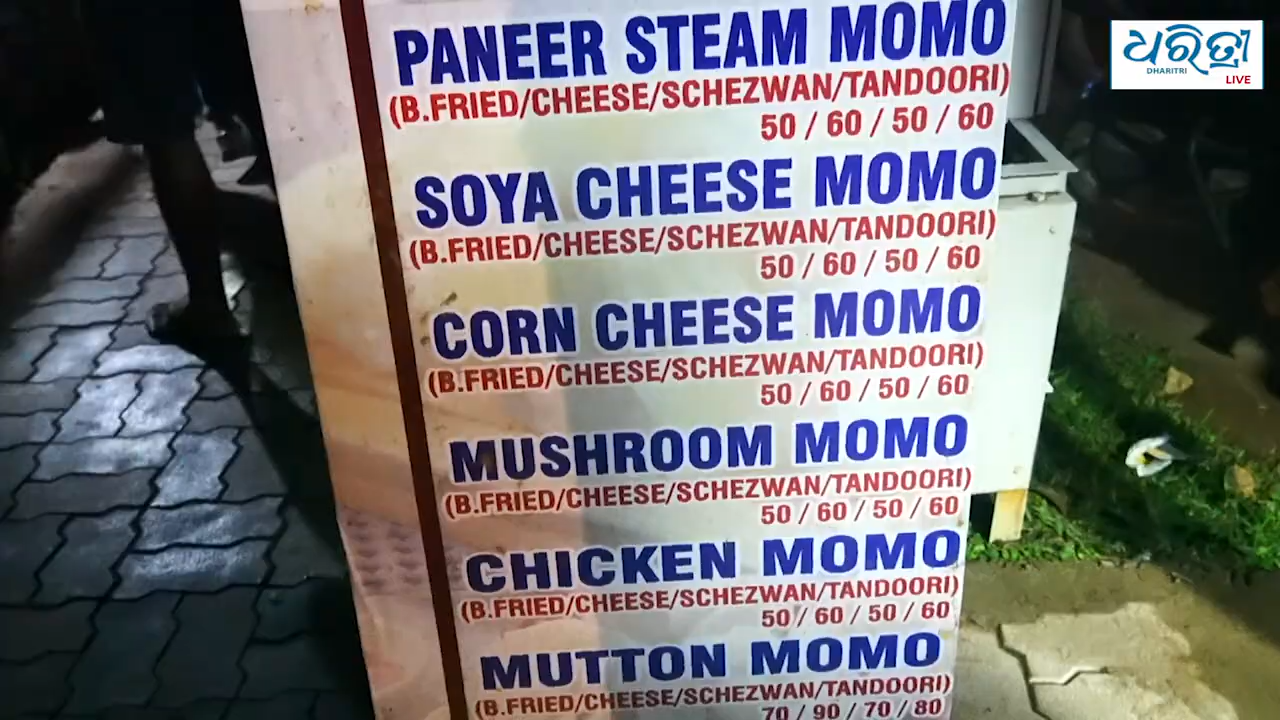 PANEER STEAM MOMO
(B.FRIED/CHEESE/SCHEZWAN/TANDOORI)
50 / 60 / 50 / 60
SOYA CHEESE MOMO
(B.FRIED/CHEESE/SCHEZWAN/TANDOORI)
50 / 60 / 50 / 60
CORN CHEESE MOMO
(B.FRIED/CHEESE/SCHEZWAN/TANDOORI)
50 / 60 / 50 / 60
MUSHROOM MOMO
(B.FRIED/CHEESE/SCHEZWAN/TANDOORI)
50 / 60 / 50 / 60
CHICKEN MOMO
(B.FRIED/CHEESE/SCHEZWAN/TANDOORI)
50 / 60 / 50 / 60
MUTTON MOMO
(B.FRIED/CHEESE/SCHEZWAN/TANDOORI)
70 / 90 / 70 / 80
ଧରିତ୍ରୀ
DHARITRI
LIVE